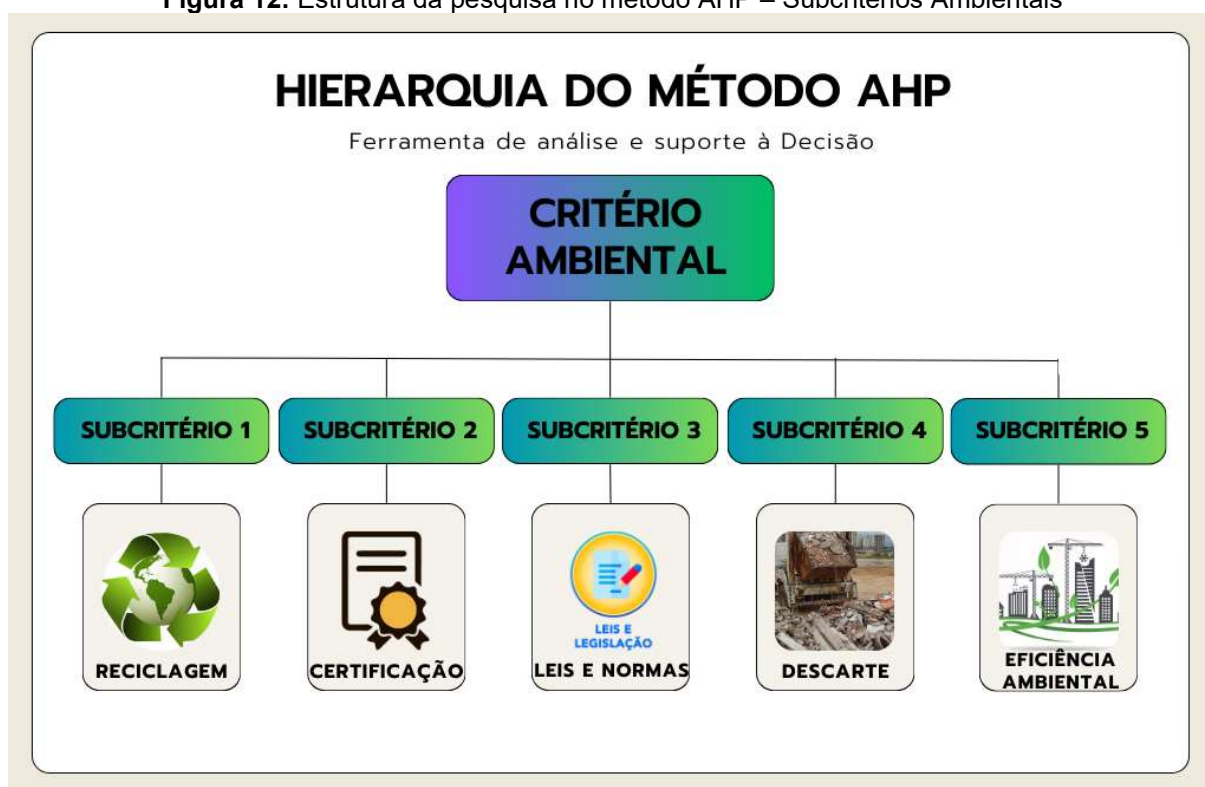 Figura 12: Estrutura da pesquisa no método AHP – Subcritérios Ambientais
HIERARQUIA DO MÉTODO AHP
Ferramenta de análise e suporte à Decisão
CRITÉRIO
AMBIENTAL
SUBCRITÉRIO 1
SUBCRITÉRIO 2
SUBCRITÉRIO 3
SUBCRITÉRIO 4
SUBCRITÉRIO 5
RECICLAGEM
CERTIFICAÇÃO
LEIS E
LEGISLAÇÃO
LEIS E NORMAS
DESCARTE
EFICIÊNCIA
AMBIENTAL